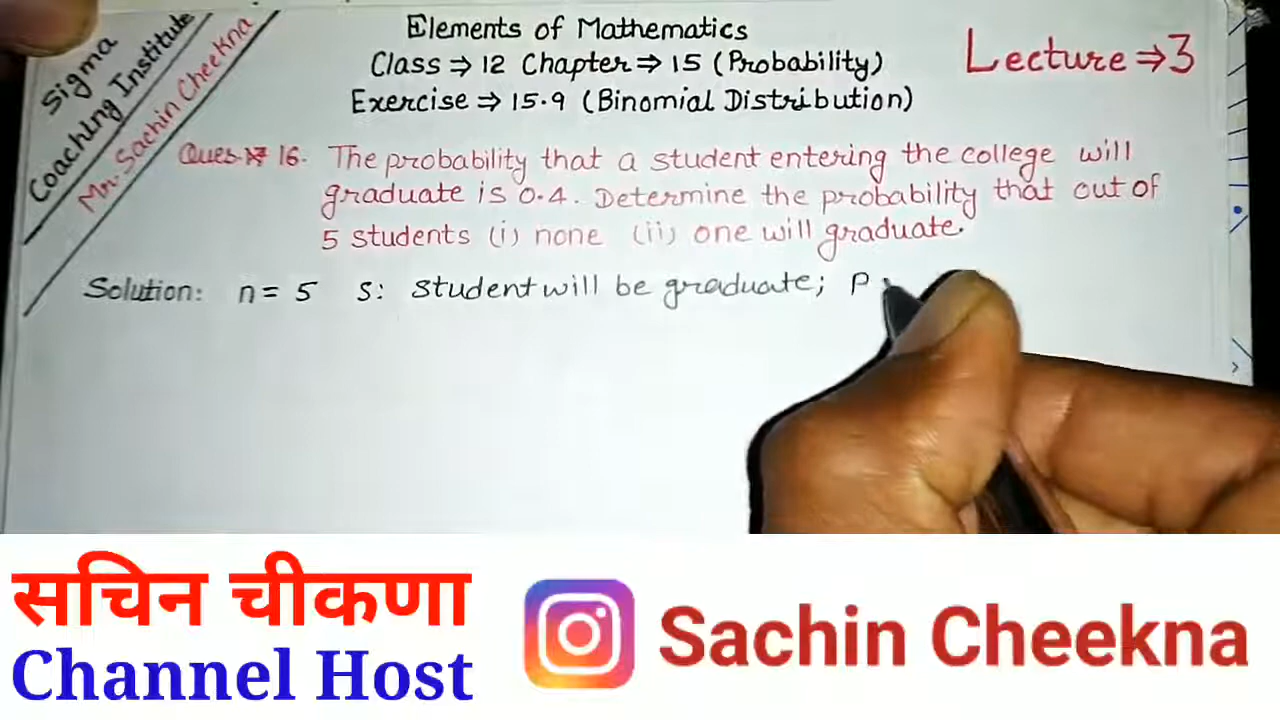 Sigma
Coaching Institute
Mr. Sachin Cheekna
Elements of Mathematics
Class ⇒ 12 Chapter ⇒ 15 (Probability)
Exercise ⇒ 15.9 (Binomial Distribution)
Lecture ⇒ 3
Ques. 16. The probability that a student entering the college will
graduate is 0.4. Determine the probability that out of
5 students (i) none (ii) one will graduate.
Solution: n = 5 S: student will be graduate; P
सचिन चीकणा
Channel Host
Sachin Cheekna